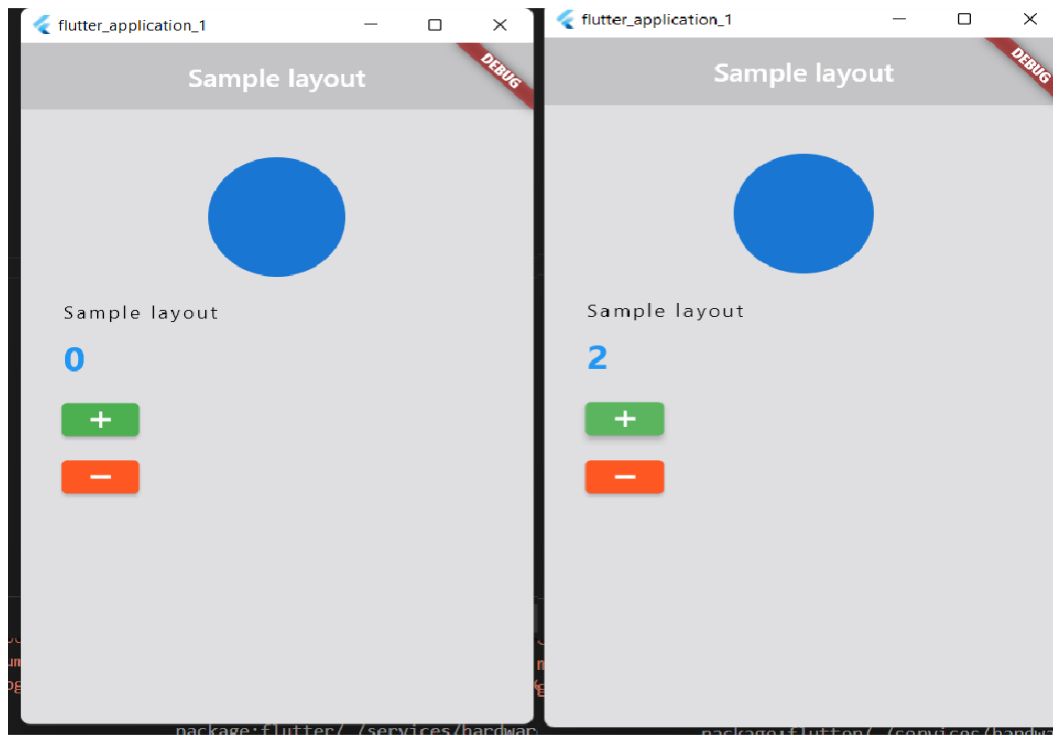 flutter_application_1
Sample layout
DEBUG
Sample layout
0
+
−
flutter_application_1
Sample layout
DEBUG
Sample layout
2
+
−
package:flutter/ /services/hardwar
package:flutter/ /services/hardwa